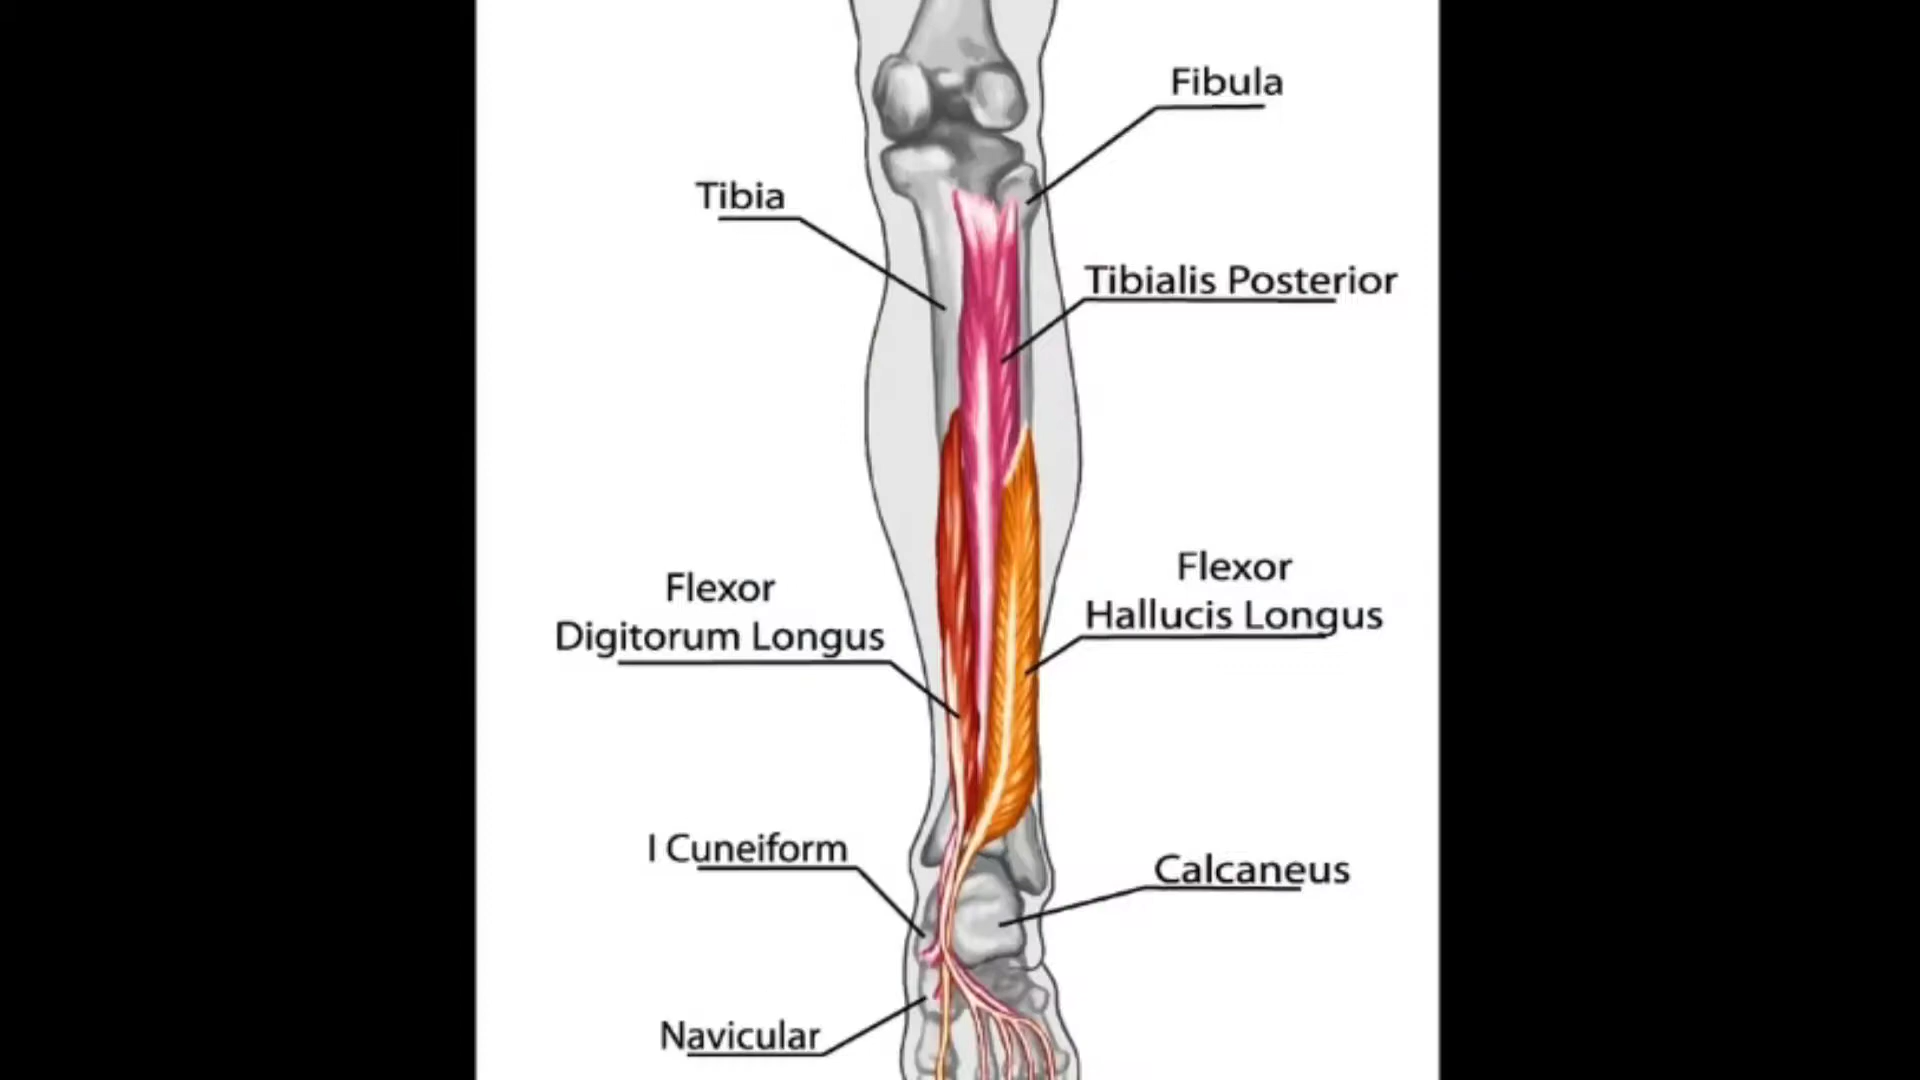 Fibula
Tibia
Tibialis Posterior
Flexor
Hallucis Longus
Flexor
Digitorum Longus
I Cuneiform
Calcaneus
Navicular